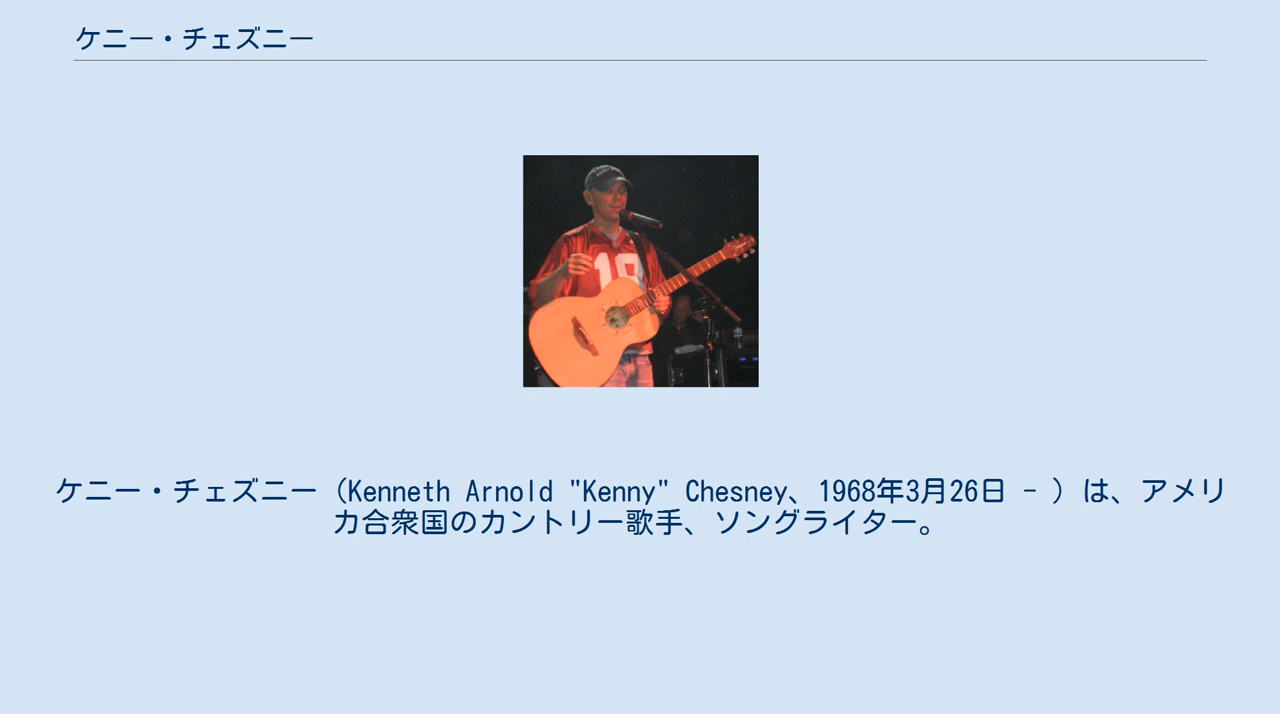 ケニー・チェズニー
18
ケニー・チェズニー（Kenneth Arnold "Kenny" Chesney、1968年3月26日 - ）は、アメリ
カ合衆国のカントリー歌手、ソングライター。